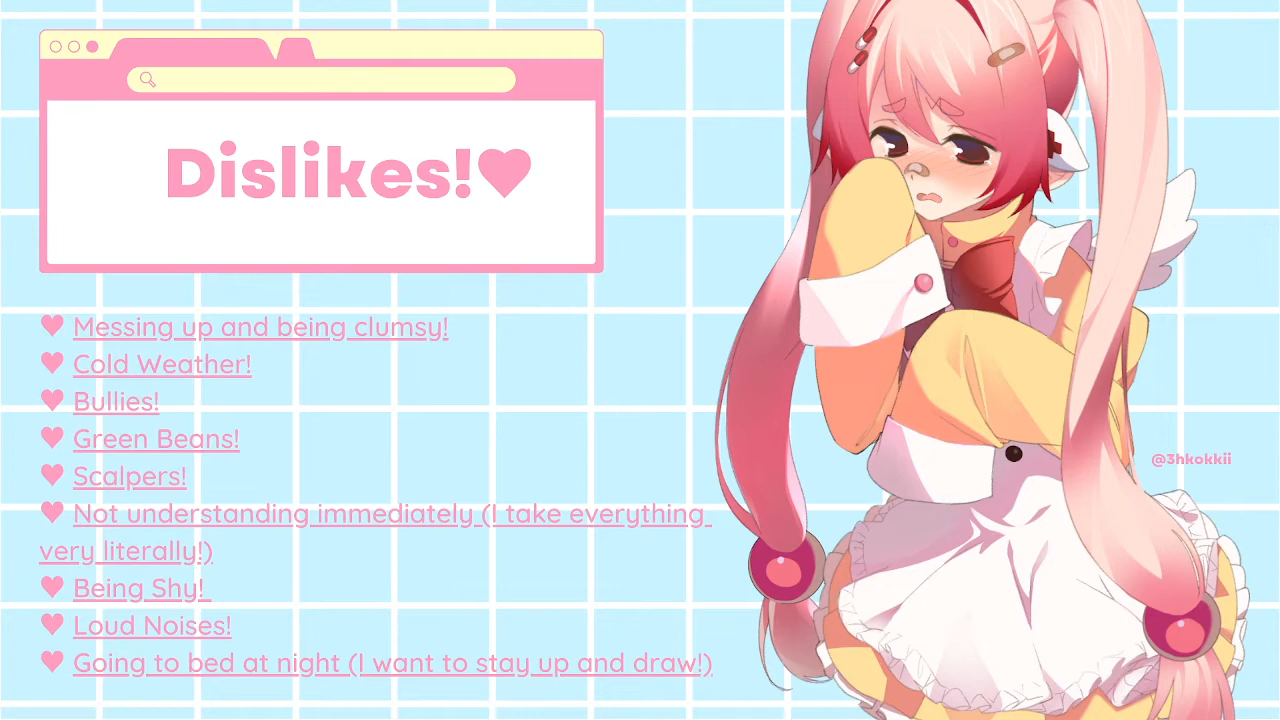 Dislikes!♥
♥ Messing up and being clumsy!
♥ Cold Weather!
♥ Bullies!
♥ Green Beans!
♥ Scalpers!
♥ Not understanding immediately (I take everything
very literally!)
♥ Being Shy!
♥ Loud Noises!
♥ Going to bed at night (I want to stay up and draw!)
@3hkokkii